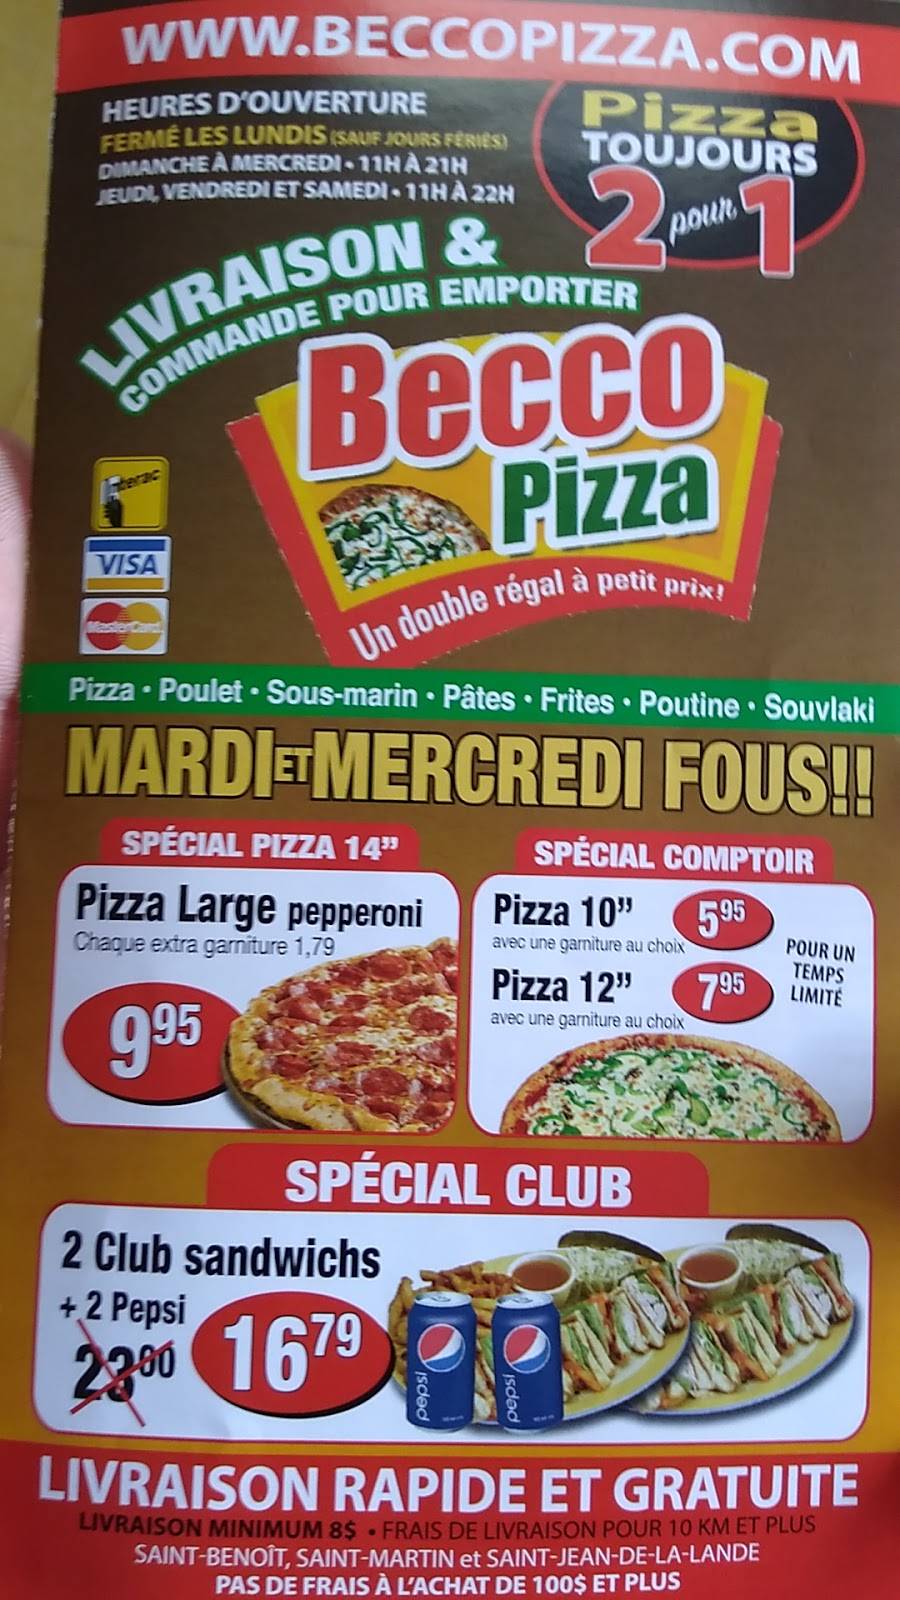 WWW.BECCOPIZZA.COM
HEURES D'OUVERTURE
FERMÉ LES LUNDIS (SAUF JOURS FÉRIÉS)
DIMANCHE À MERCREDI • 11H À 21H
JEUDI, VENDREDI ET SAMEDI • 11H À 22H
Pizza
TOUJOURS
2 pour 1
LIVRAISON &
COMMANDE POUR EMPORTER
Becco
Pizza
Un double régal à petit prix!
Interac
VISA
MasterCard
Pizza • Poulet • Sous-marin • Pâtes • Frites • Poutine • Souvlaki
MARDI ET MERCREDI FOUS!!
SPÉCIAL PIZZA 14"
Pizza Large pepperoni
Chaque extra garniture 1,79
9 95
SPÉCIAL COMPTOIR
Pizza 10" 5 95
avec une garniture au choix
Pizza 12" 7 95
avec une garniture au choix
POUR UN
TEMPS
LIMITÉ
SPÉCIAL CLUB
2 Club sandwichs
+ 2 Pepsi
23 00
16 79
pepsi
pepsi
LIVRAISON RAPIDE ET GRATUITE
LIVRAISON MINIMUM 8$ • FRAIS DE LIVRAISON POUR 10 KM ET PLUS
SAINT-BENOÎT, SAINT-MARTIN et SAINT-JEAN-DE-LA-LANDE
PAS DE FRAIS À L'ACHAT DE 100$ ET PLUS